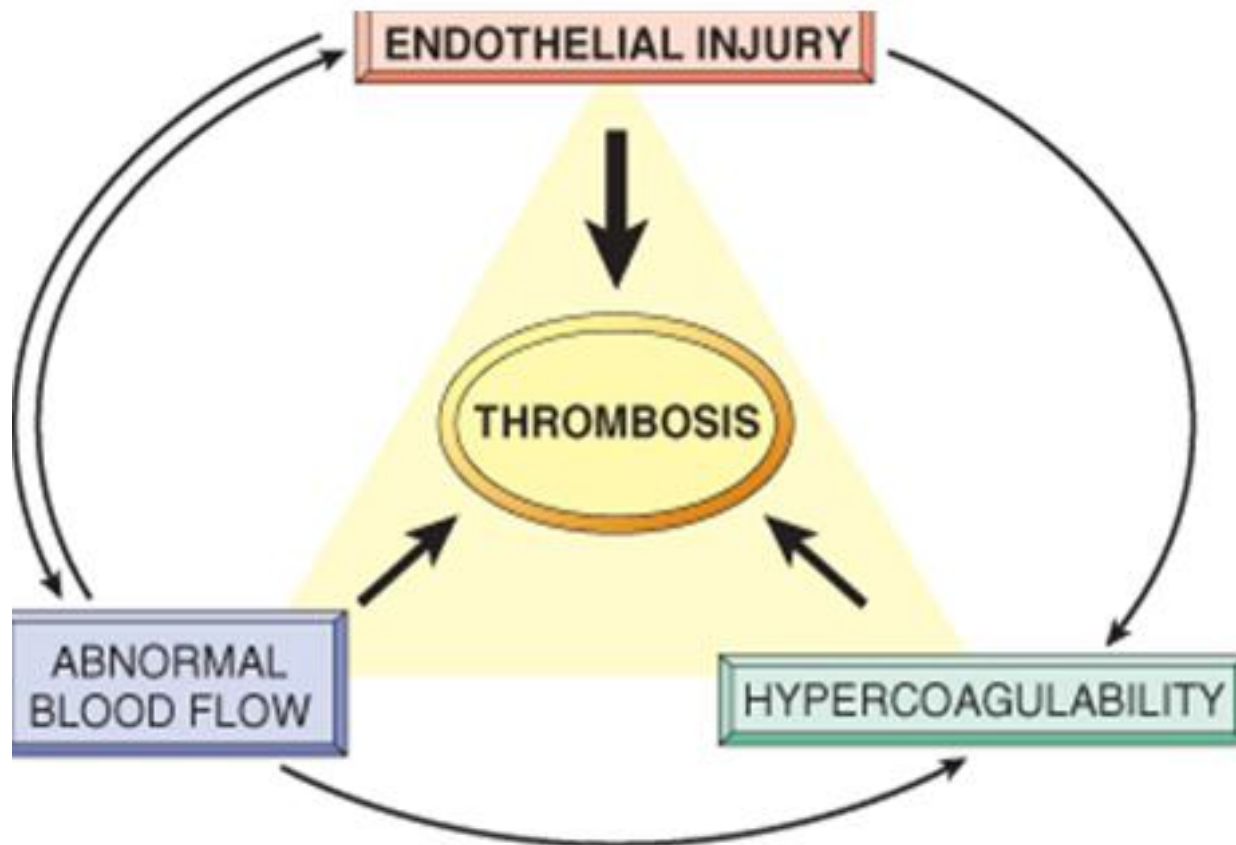 ENDOTHELIAL INJURY
THROMBOSIS
ABNORMAL
BLOOD FLOW
HYPERCOAGULABILITY